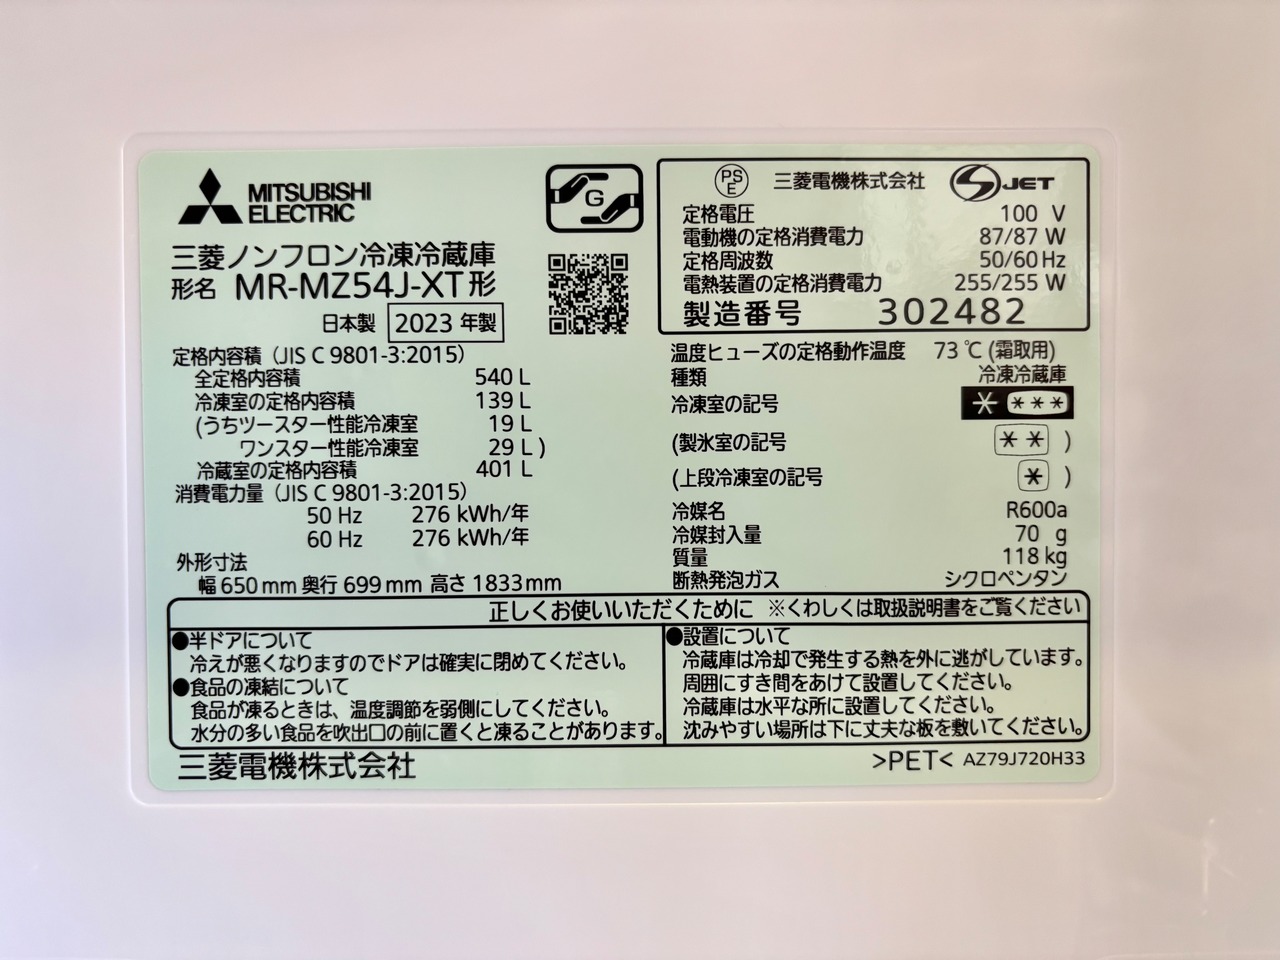 MITSUBISHI
ELECTRIC
G
三菱ノンフロン冷凍冷蔵庫
形名 MR-MZ54J-XT形
日本製 2023 年製
定格内容積（JIS C 9801-3:2015）
全定格内容積 540 L
冷凍室の定格内容積 139 L
(うちツースター性能冷凍室 19 L
ワンスター性能冷凍室 29 L )
冷蔵室の定格内容積 401 L
消費電力量（JIS C 9801-3:2015）
50 Hz 276 kWh/年
60 Hz 276 kWh/年
外形寸法
幅 650 mm 奥行 699 mm 高さ 1833 mm
PS
E
三菱電機株式会社 JET
定格電圧 100 V
電動機の定格消費電力 87/87 W
定格周波数 50/60 Hz
電熱装置の定格消費電力 255/255 W
製造番号 302482
温度ヒューズの定格動作温度 73 ℃ (霜取用)
種類 冷凍冷蔵庫
冷凍室の記号 * ***
(製氷室の記号 ** )
(上段冷凍室の記号 * )
冷媒名 R600a
冷媒封入量 70 g
質量 118 kg
断熱発泡ガス シクロペンタン
正しくお使いいただくために ※くわしくは取扱説明書をご覧ください
●半ドアについて
冷えが悪くなりますのでドアは確実に閉めてください。
●食品の凍結について
食品が凍るときは、温度調節を弱側にしてください。
水分の多い食品を吹出口の前に置くと凍ることがあります。
●設置について
冷蔵庫は冷却で発生する熱を外に逃がしています。
周囲にすき間をあけて設置してください。
冷蔵庫は水平な所に設置してください。
沈みやすい場所は下に丈夫な板を敷いてください。
三菱電機株式会社
>PET< AZ79J720H33